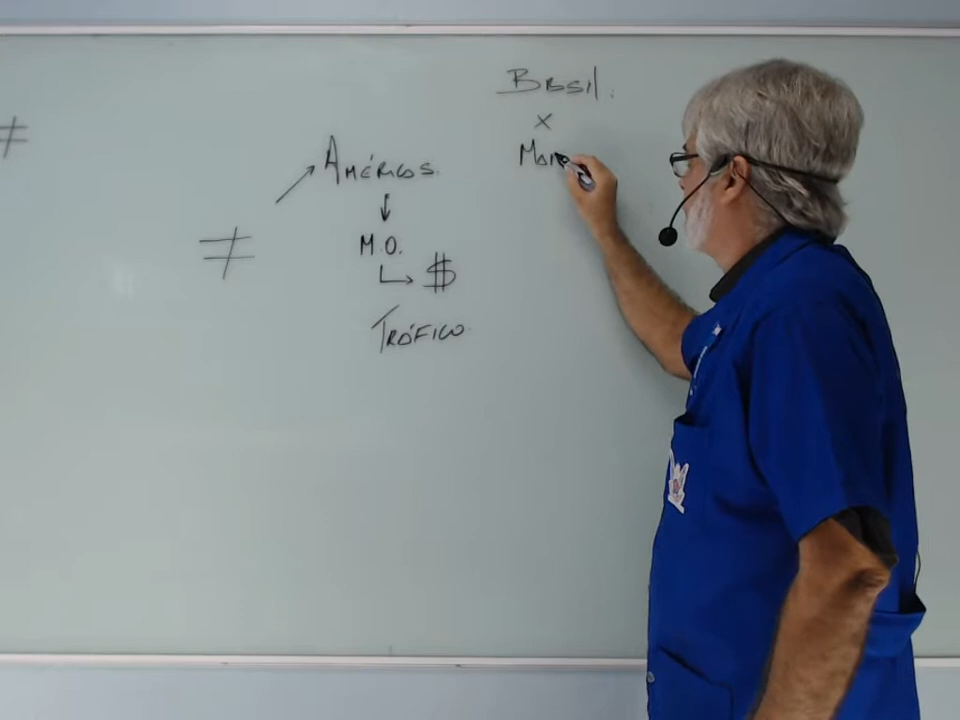 ≠
≠
↗ Américas.
↓
M.O.
↳ $
Tráfico
Brasil.
x